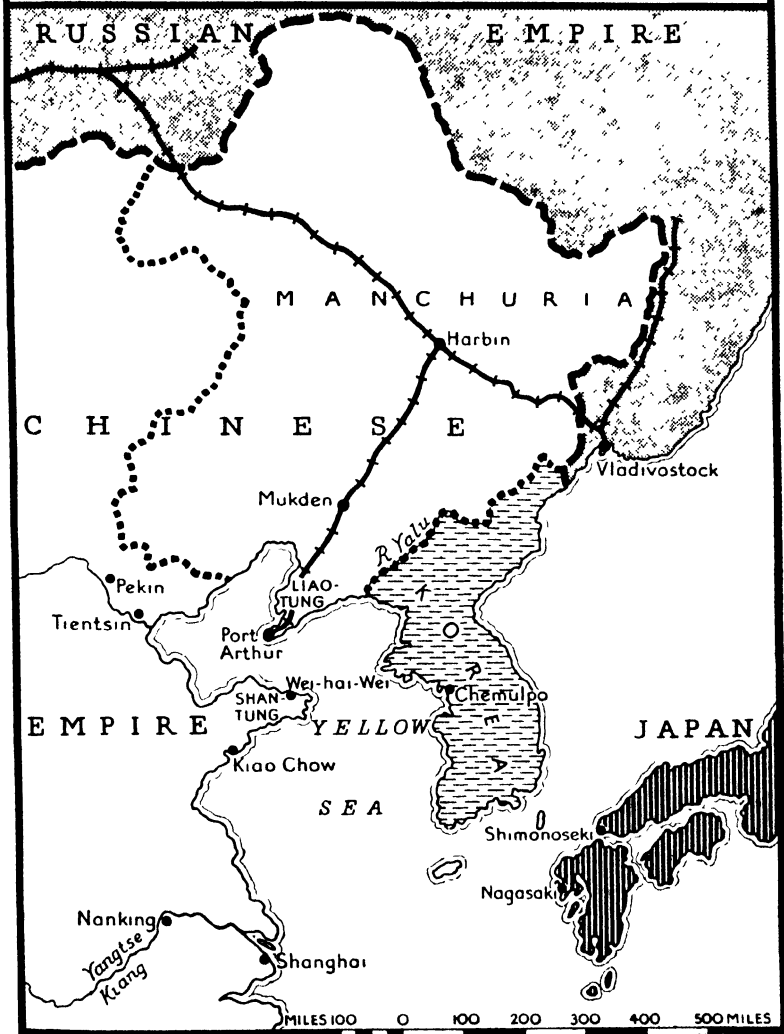 RUSSIAN EMPIRE
MANCHURIA
Harbin
CHINESE
Vladivostock
Mukden
R Yalu
Pekin
LIAO-
TUNG
Tientsin
KOREA
Port
Arthur
Wei-hai-Wei
Chemulpo
SHAN-
TUNG
EMPIRE
YELLOW
JAPAN
Kiao Chow
SEA
Shimonoseki
Nagasaki
Nanking
Yangtse
Kiang
Shanghai
MILES 100 0 100 200 300 400 500 MILES